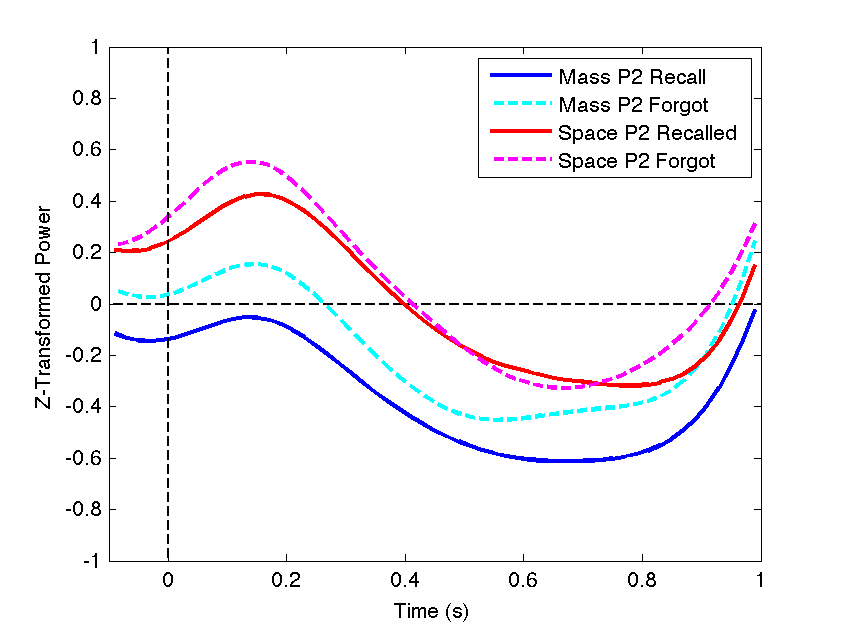 Mass P2 Recall
Mass P2 Forgot
Space P2 Recalled
Space P2 Forgot
Z-Transformed Power
1
0.8
0.6
0.4
0.2
0
-0.2
-0.4
-0.6
-0.8
-1
0 0.2 0.4 0.6 0.8 1
Time (s)